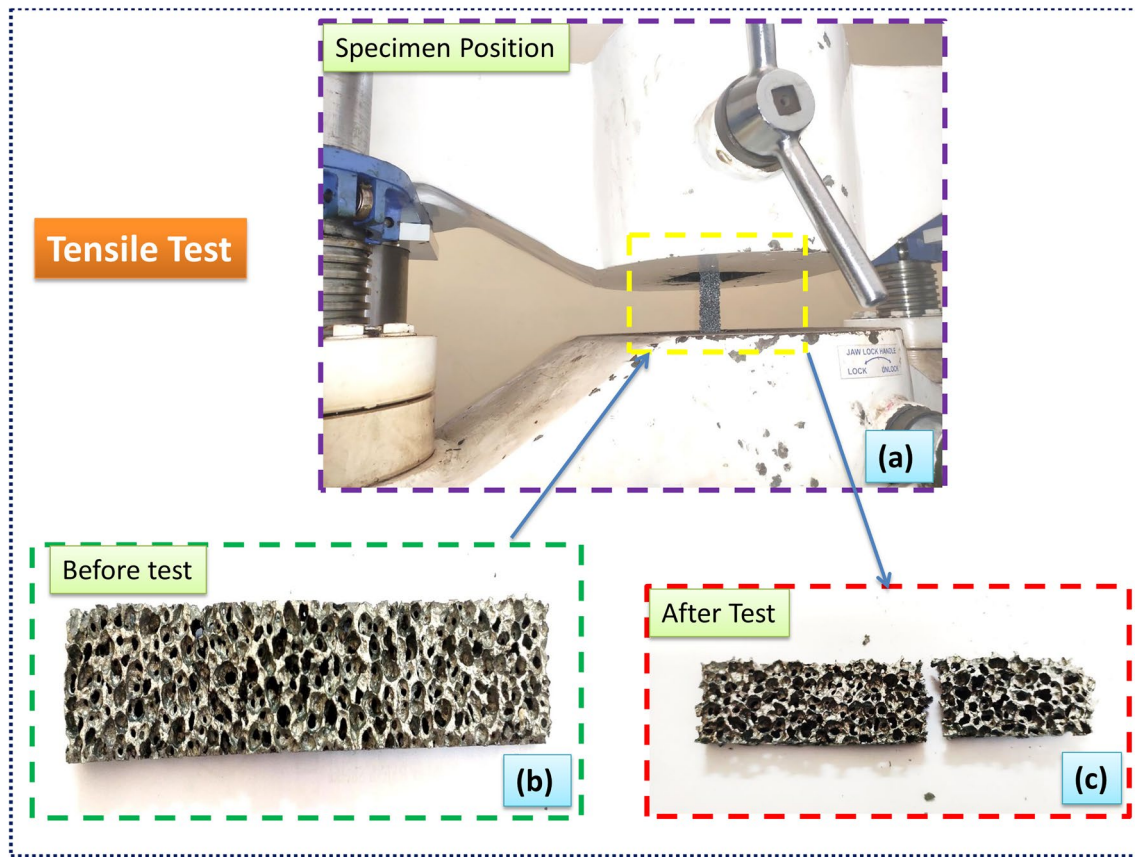 Specimen Position
Tensile Test
JAW LOCK HANDLE
LOCK UNLOCK
(a)
Before test
(b)
After Test
(c)